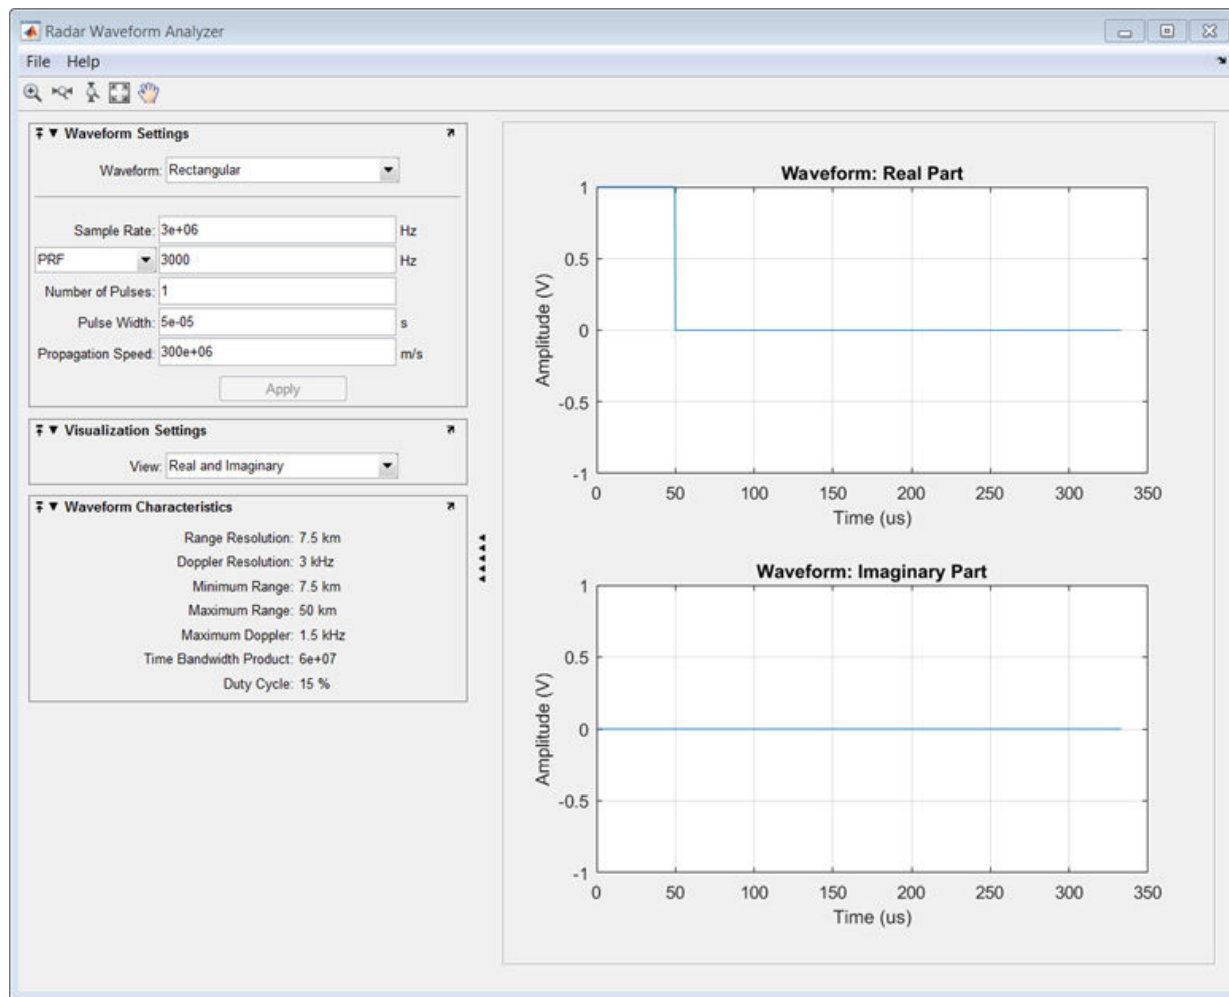 Radar Waveform Analyzer
File Help
Waveform Settings
Waveform: Rectangular
Sample Rate: 3e+06 Hz
PRF 3000 Hz
Number of Pulses: 1
Pulse Width: 5e-05 s
Propagation Speed: 300e+06 m/s
Apply
Visualization Settings
View: Real and Imaginary
Waveform Characteristics
Range Resolution: 7.5 km
Doppler Resolution: 3 kHz
Minimum Range: 7.5 km
Maximum Range: 50 km
Maximum Doppler: 1.5 kHz
Time Bandwidth Product: 6e+07
Duty Cycle: 15 %
Waveform: Real Part
Amplitude (V)
1
0.5
0
-0.5
-1
0 50 100 150 200 250 300 350
Time (us)
Waveform: Imaginary Part
Amplitude (V)
1
0.5
0
-0.5
-1
0 50 100 150 200 250 300 350
Time (us)